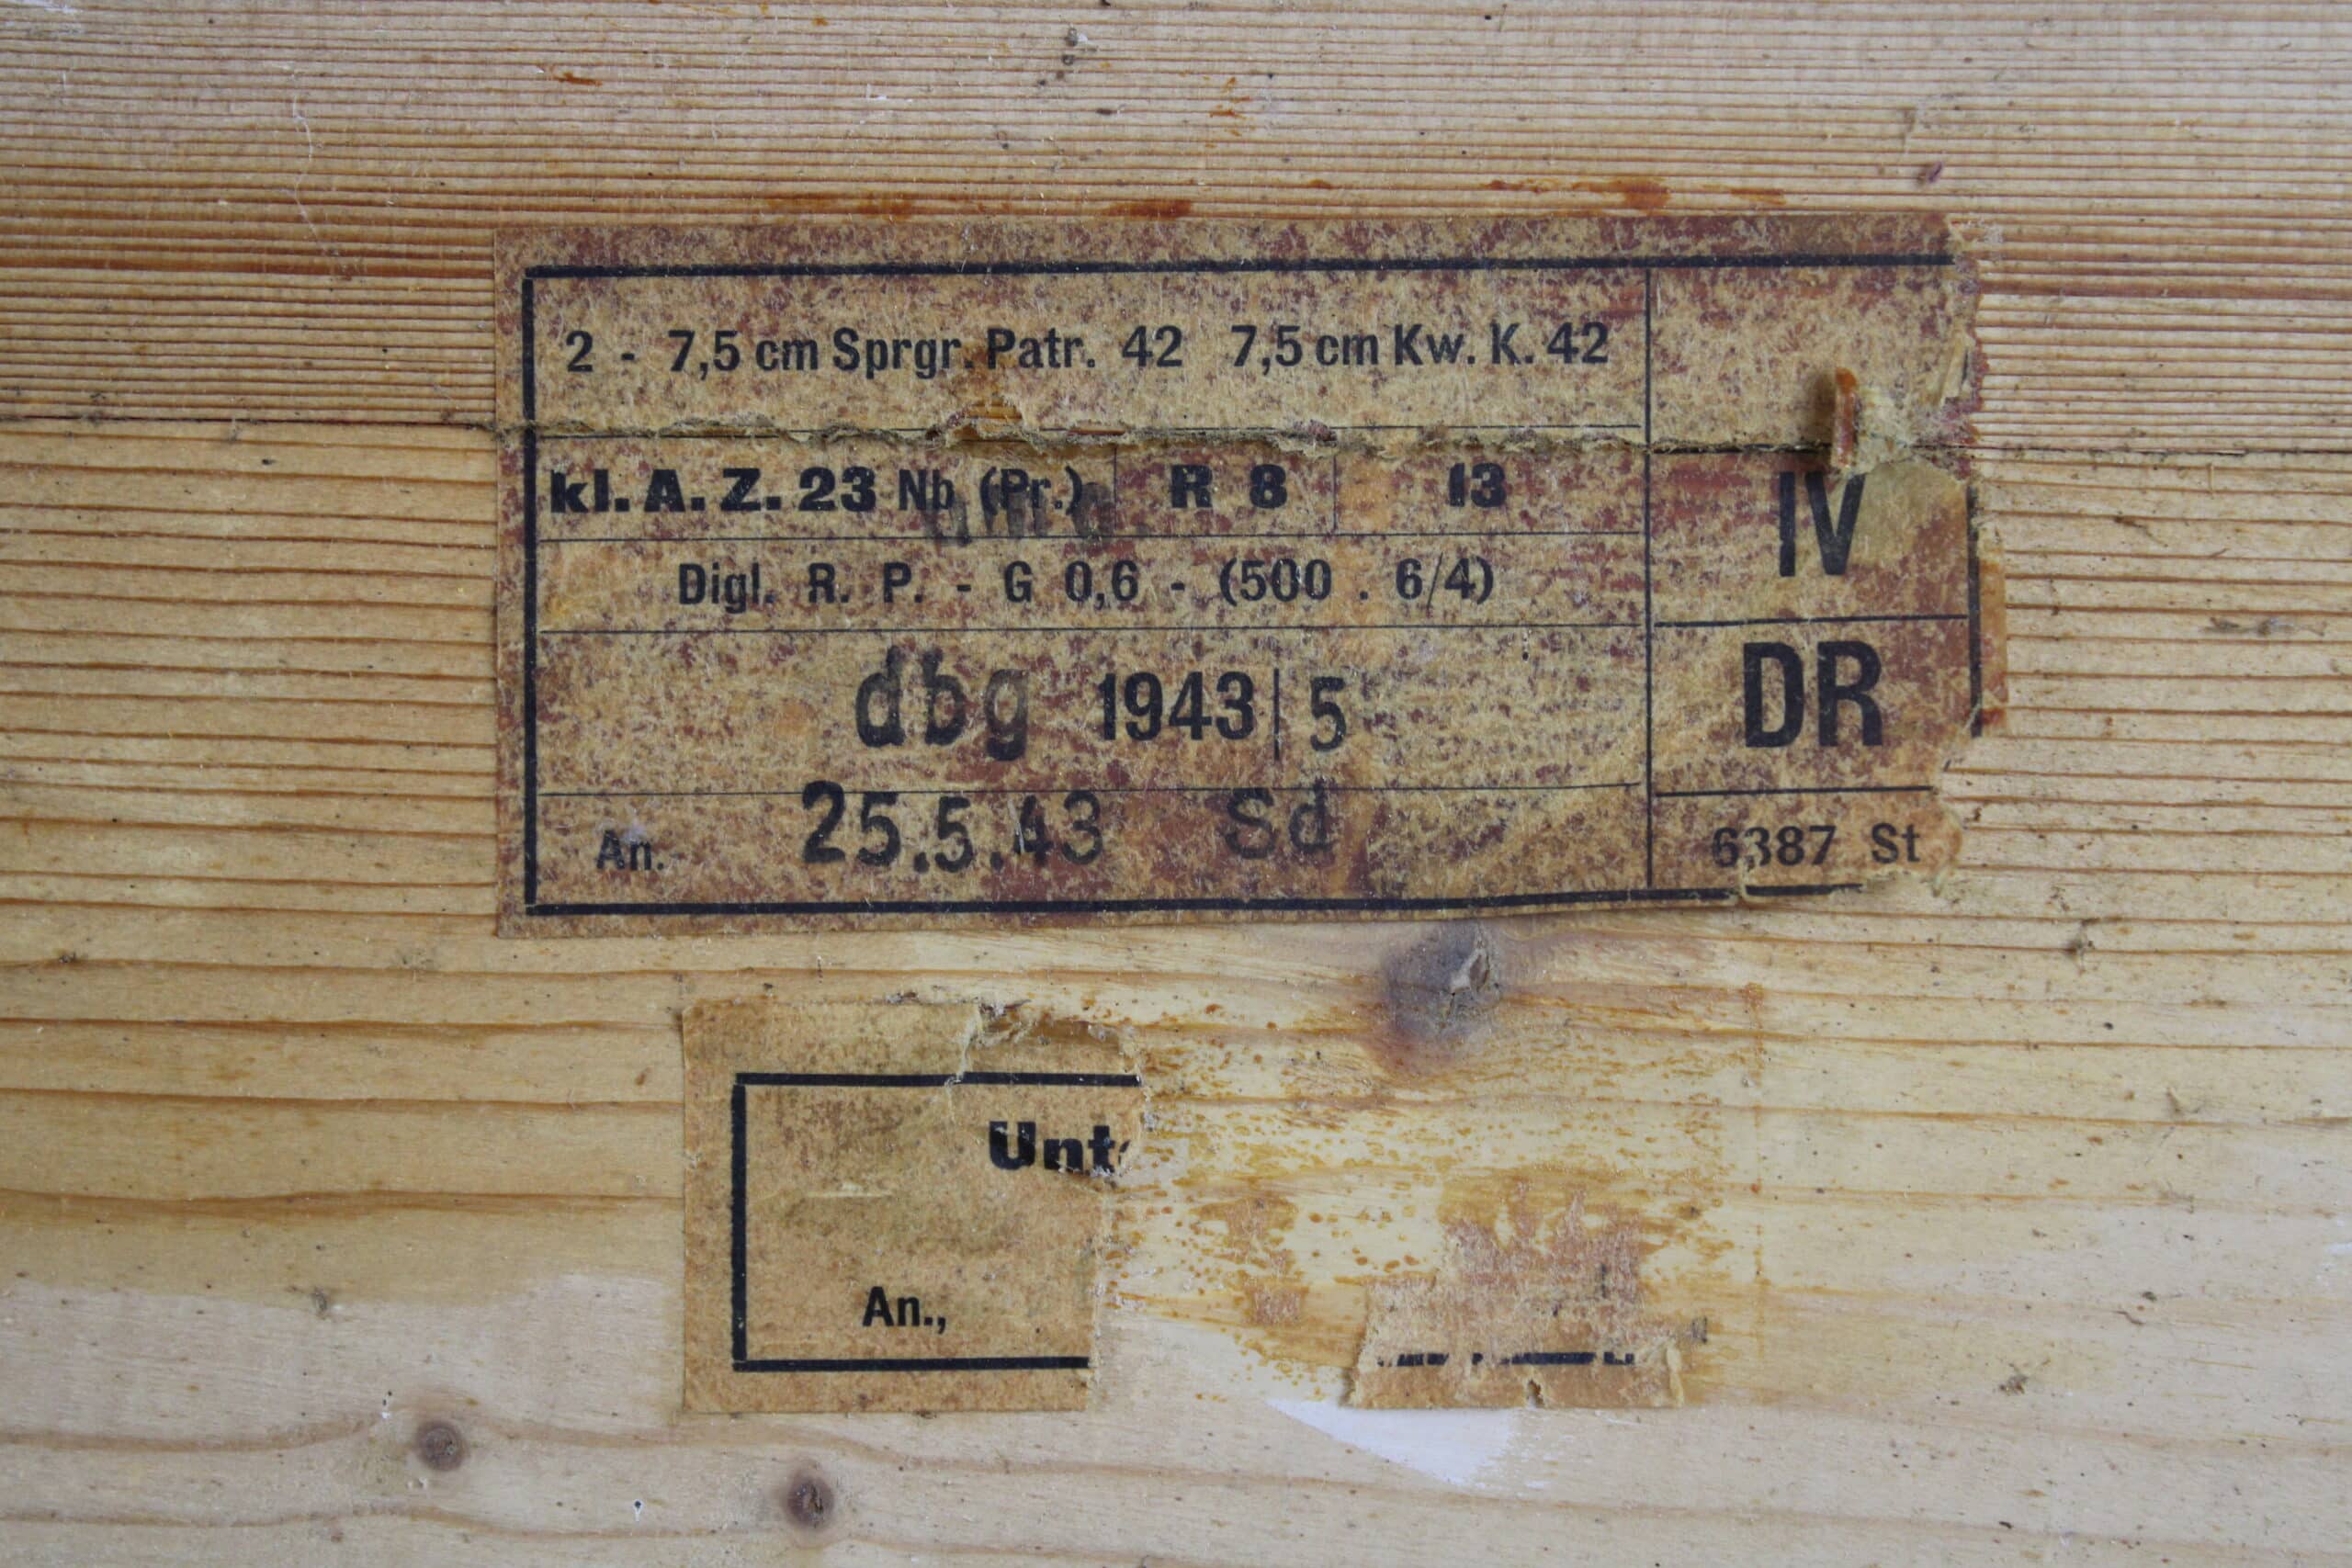 2 - 7,5 cm Sprgr. Patr. 42 7,5 cm Kw. K. 42
kl. A. Z. 23 Nb (Pr.) R 8 13
IV
Digl. R. P. - G 0,6 - (500 . 6/4)
dbg 1943 | 5
DR
An. 25.5.43 Sd
6387 St
An.,